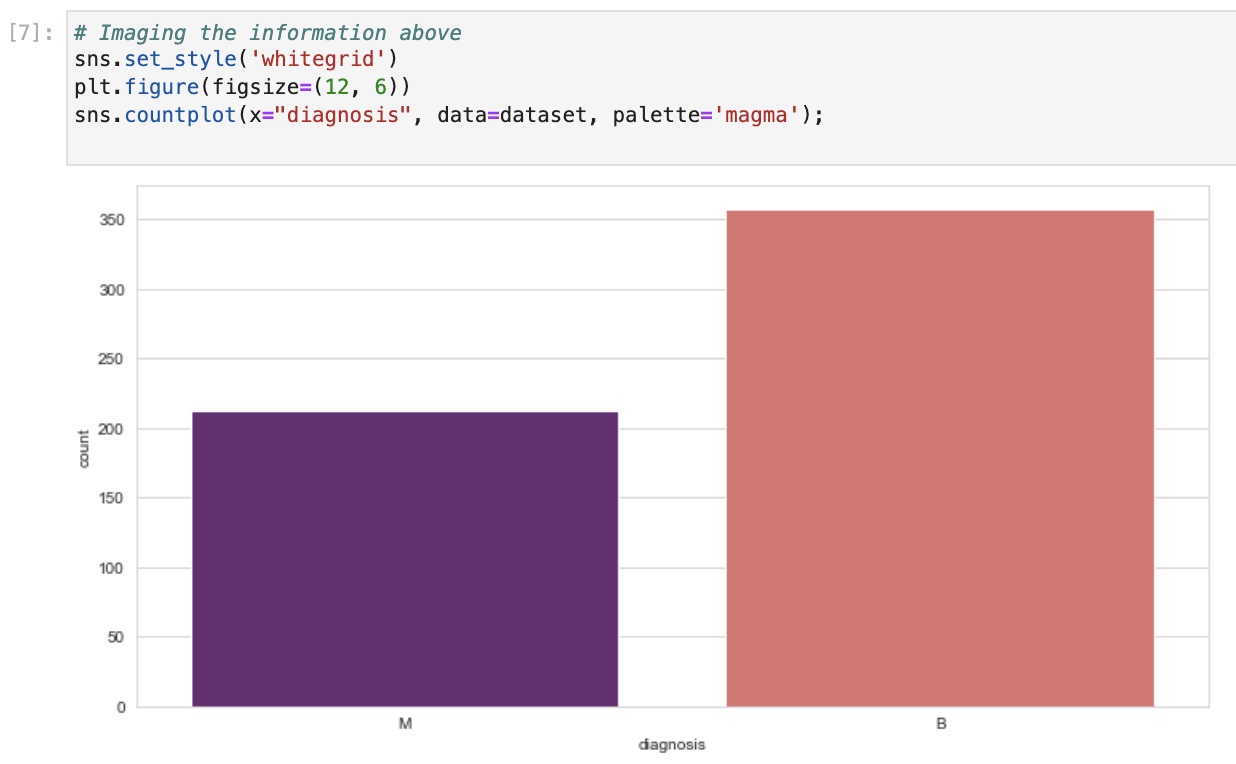 [7]: # Imaging the information above
sns.set_style('whitegrid')
plt.figure(figsize=(12, 6))
sns.countplot(x="diagnosis", data=dataset, palette='magma');
350
300
250
200
150
100
50
0
count
M B
diagnosis